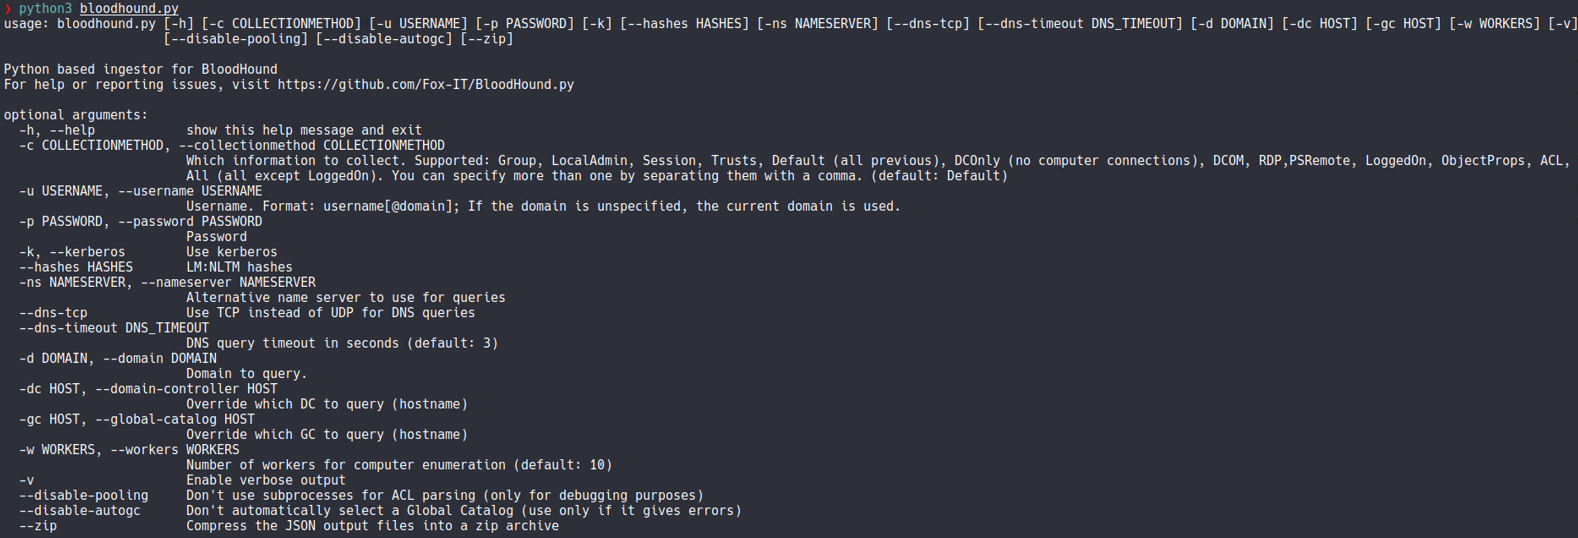 ❯ python3 bloodhound.py
usage: bloodhound.py [-h] [-c COLLECTIONMETHOD] [-u USERNAME] [-p PASSWORD] [-k] [--hashes HASHES] [-ns NAMESERVER] [--dns-tcp] [--dns-timeout DNS_TIMEOUT] [-d DOMAIN] [-dc HOST] [-gc HOST] [-w WORKERS] [-v]
[--disable-pooling] [--disable-autogc] [--zip]
Python based ingestor for BloodHound
For help or reporting issues, visit https://github.com/Fox-IT/BloodHound.py
optional arguments:
-h, --help show this help message and exit
-c COLLECTIONMETHOD, --collectionmethod COLLECTIONMETHOD
Which information to collect. Supported: Group, LocalAdmin, Session, Trusts, Default (all previous), DCOnly (no computer connections), DCOM, RDP,PSRemote, LoggedOn, ObjectProps, ACL,
All (all except LoggedOn). You can specify more than one by separating them with a comma. (default: Default)
-u USERNAME, --username USERNAME
Username. Format: username[@domain]; If the domain is unspecified, the current domain is used.
-p PASSWORD, --password PASSWORD
Password
-k, --kerberos Use kerberos
--hashes HASHES LM:NLTM hashes
-ns NAMESERVER, --nameserver NAMESERVER
Alternative name server to use for queries
--dns-tcp Use TCP instead of UDP for DNS queries
--dns-timeout DNS_TIMEOUT
DNS query timeout in seconds (default: 3)
-d DOMAIN, --domain DOMAIN
Domain to query.
-dc HOST, --domain-controller HOST
Override which DC to query (hostname)
-gc HOST, --global-catalog HOST
Override which GC to query (hostname)
-w WORKERS, --workers WORKERS
Number of workers for computer enumeration (default: 10)
-v Enable verbose output
--disable-pooling Don't use subprocesses for ACL parsing (only for debugging purposes)
--disable-autogc Don't automatically select a Global Catalog (use only if it gives errors)
--zip Compress the JSON output files into a zip archive